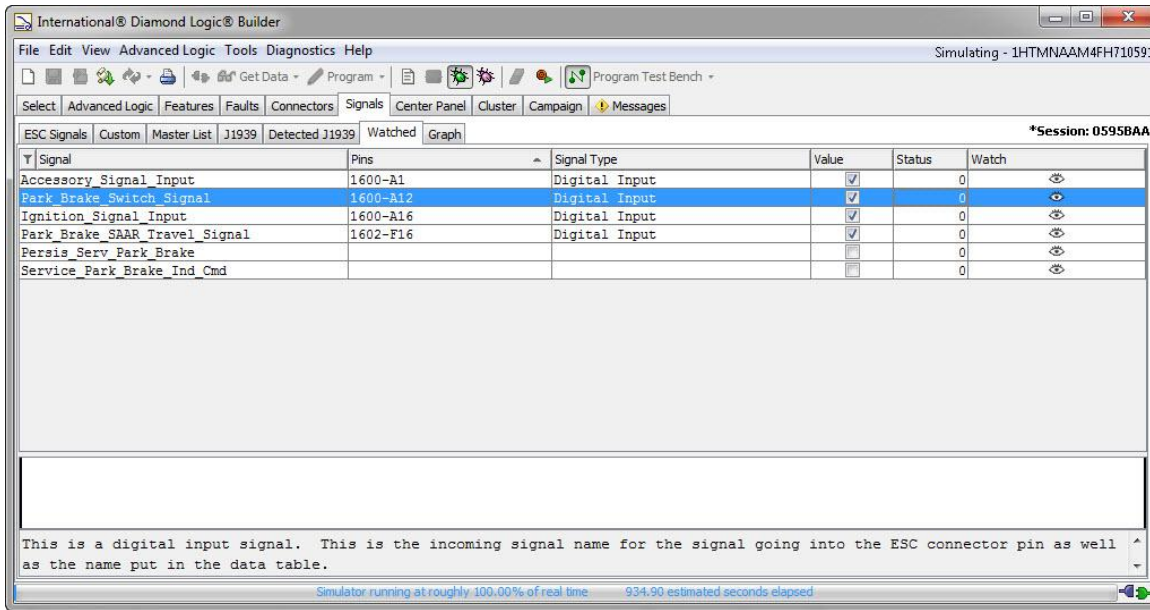 International® Diamond Logic® Builder
File Edit View Advanced Logic Tools Diagnostics Help Simulating - 1HTMNAAM4FH710591
Get Data Program Program Test Bench
Select Advanced Logic Features Faults Connectors Signals Center Panel Cluster Campaign Messages
ESC Signals Custom Master List J1939 Detected J1939 Watched Graph *Session: 0595BAA
Signal Pins Signal Type Value Status Watch
Accessory_Signal_Input 1600-A1 Digital Input 0
Park_Brake_Switch_Signal 1600-A12 Digital Input 0
Ignition_Signal_Input 1600-A16 Digital Input 0
Park_Brake_SAAR_Travel_Signal 1602-F16 Digital Input 0
Persis_Serv_Park_Brake 0
Service_Park_Brake_Ind_Cmd 0
This is a digital input signal. This is the incoming signal name for the signal going into the ESC connector pin as well
as the name put in the data table.
Simulator running at roughly 100.00% of real time 934.90 estimated seconds elapsed